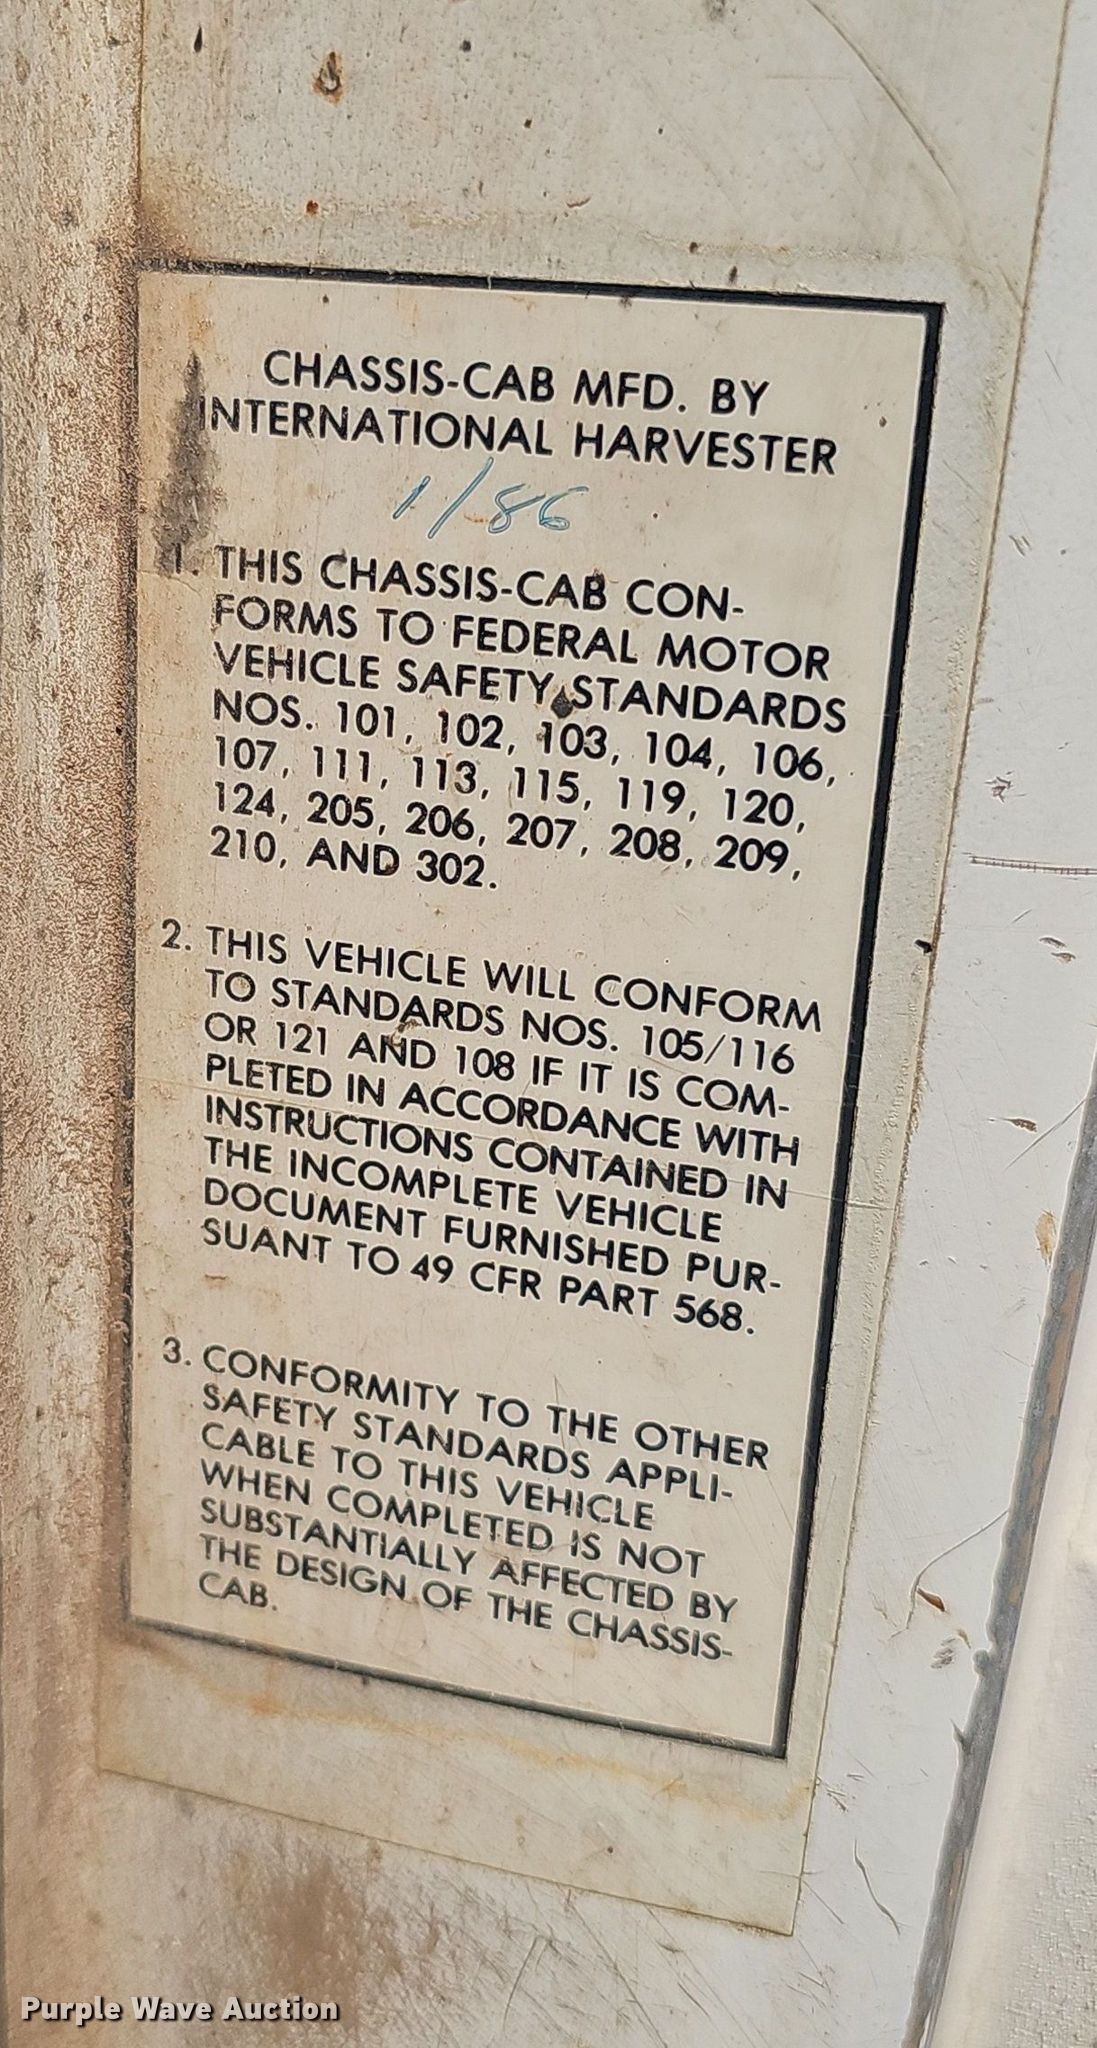 CHASSIS-CAB MFD. BY
INTERNATIONAL HARVESTER
1/86
1. THIS CHASSIS-CAB CON-
FORMS TO FEDERAL MOTOR
VEHICLE SAFETY STANDARDS
NOS. 101, 102, 103, 104, 106,
107, 111, 113, 115, 119, 120,
124, 205, 206, 207, 208, 209,
210, AND 302.
2. THIS VEHICLE WILL CONFORM
TO STANDARDS NOS. 105/116
OR 121 AND 108 IF IT IS COM-
PLETED IN ACCORDANCE WITH
INSTRUCTIONS CONTAINED IN
THE INCOMPLETE VEHICLE
DOCUMENT FURNISHED PUR-
SUANT TO 49 CFR PART 568.
3. CONFORMITY TO THE OTHER
SAFETY STANDARDS APPLI-
CABLE TO THIS VEHICLE
WHEN COMPLETED IS NOT
SUBSTANTIALLY AFFECTED BY
THE DESIGN OF THE CHASSIS-
CAB.
Purple Wave Auction